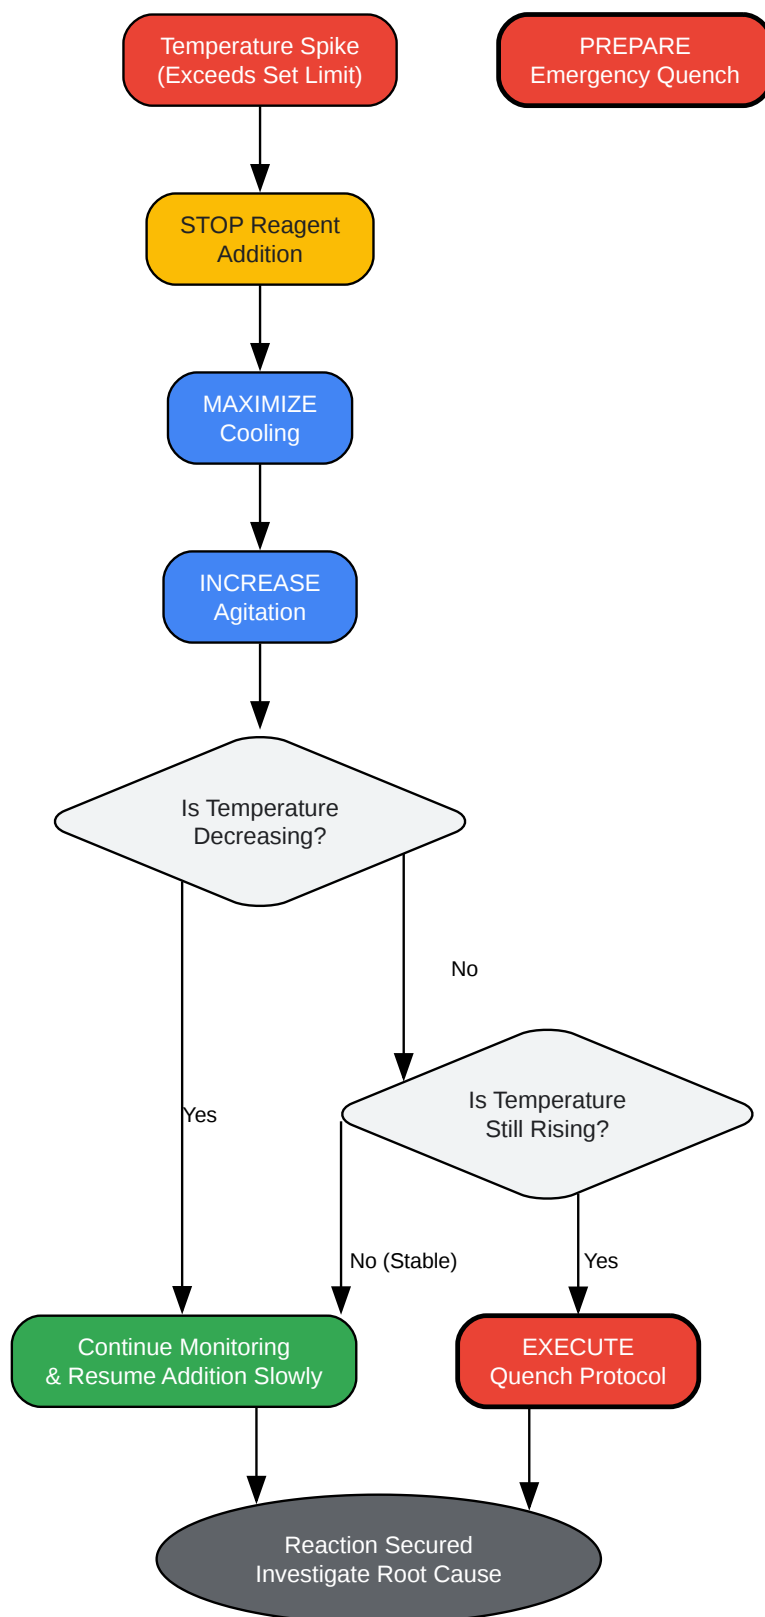 Temperature Spike
(Exceeds Set Limit)
PREPARE
Emergency Quench
STOP Reagent
Addition
MAXIMIZE
Cooling
INCREASE
Agitation
Is Temperature
Decreasing?
No
Is Temperature
Still Rising?
Yes
No (Stable)
Yes
Continue Monitoring
& Resume Addition Slowly
EXECUTE
Quench Protocol
Reaction Secured
Investigate Root Cause